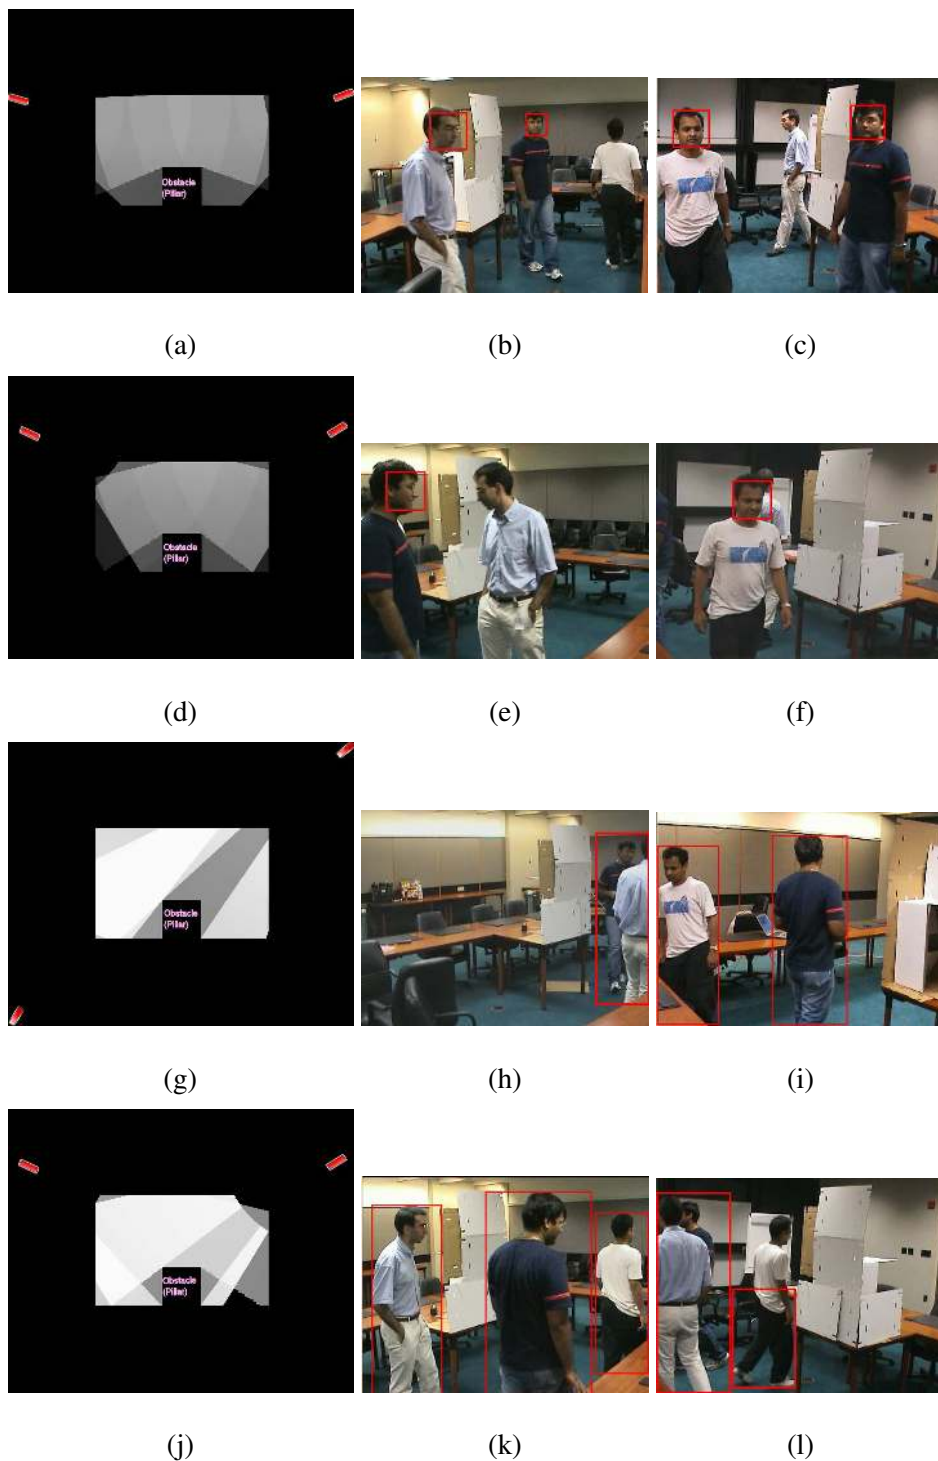 Obstacle
(Pillar)
(a)
(b)
(c)
Obstacle
(Pillar)
(d)
(e)
(f)
Obstacle
(Pillar)
(g)
(h)
(i)
Obstacle
(Pillar)
(j)
(k)
(l)